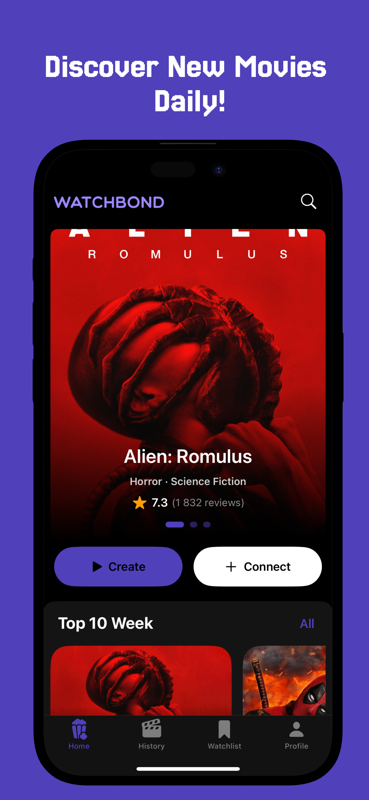 Discover New Movies
Daily!
WATCHBOND
ALIEN
ROMULUS
Alien: Romulus
Horror · Science Fiction
7.3 (1 832 reviews)
Create
Connect
Top 10 Week
All
Home
History
Watchlist
Profile